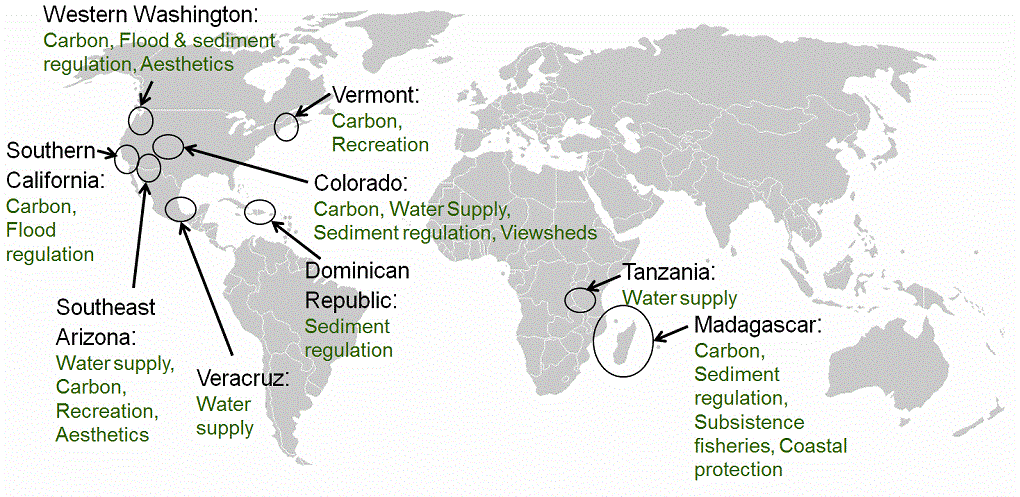 Western Washington:
Carbon, Flood & sediment
regulation, Aesthetics
Vermont:
Carbon,
Recreation
Southern
California:
Carbon,
Flood
regulation
Colorado:
Carbon, Water Supply,
Sediment regulation, Viewsheds
Dominican
Republic:
Sediment
regulation
Tanzania:
Water supply
Southeast
Arizona:
Water supply,
Carbon,
Recreation,
Aesthetics
Veracruz:
Water
supply
Madagascar:
Carbon,
Sediment
regulation,
Subsistence
fisheries, Coastal
protection